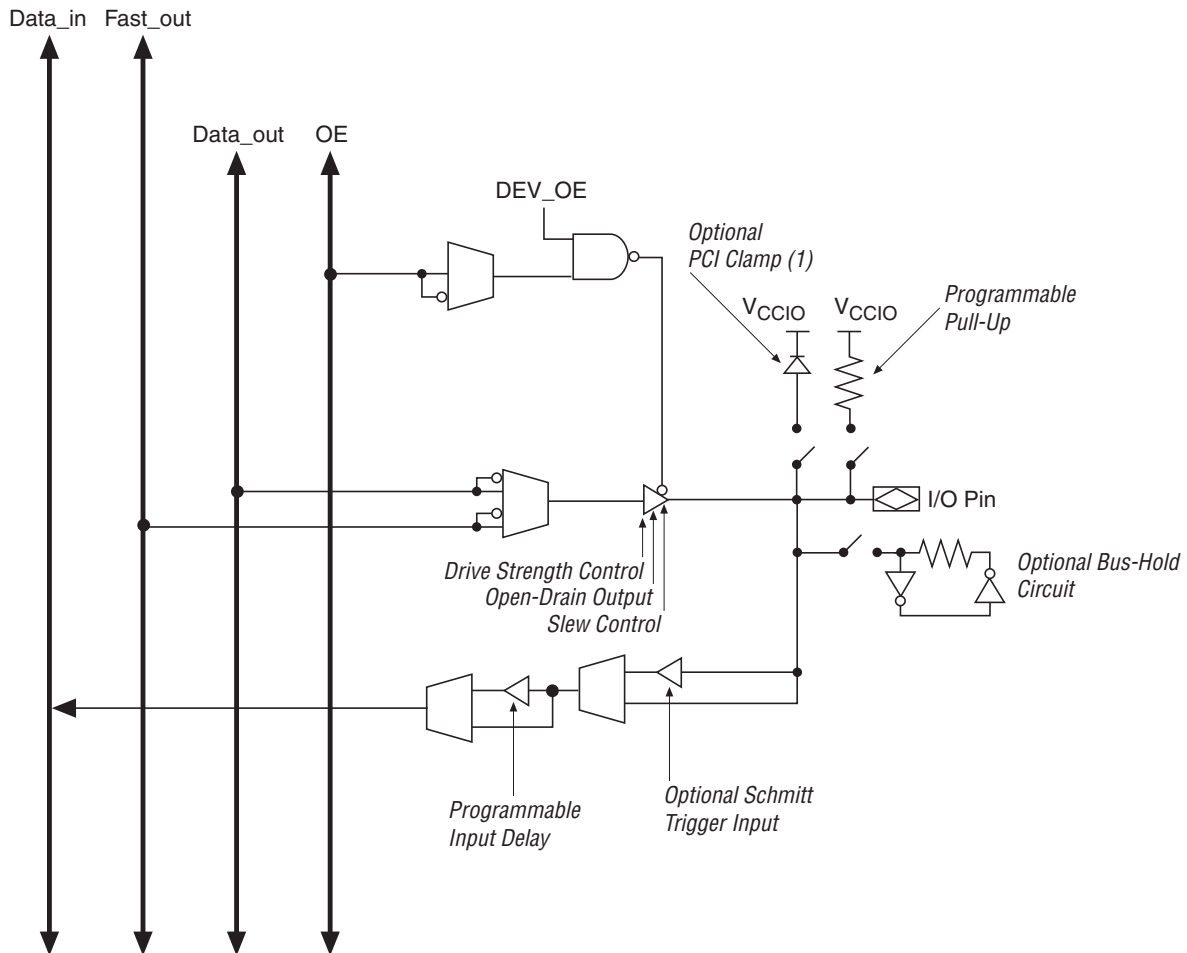 Data_in Fast_out
Data_out OE
DEV_OE
Optional
PCI Clamp (1)
VCCIO VCCIO
Programmable
Pull-Up
I/O Pin
Drive Strength Control
Open-Drain Output
Slew Control
Optional Bus-Hold
Circuit
Programmable
Input Delay
Optional Schmitt
Trigger Input